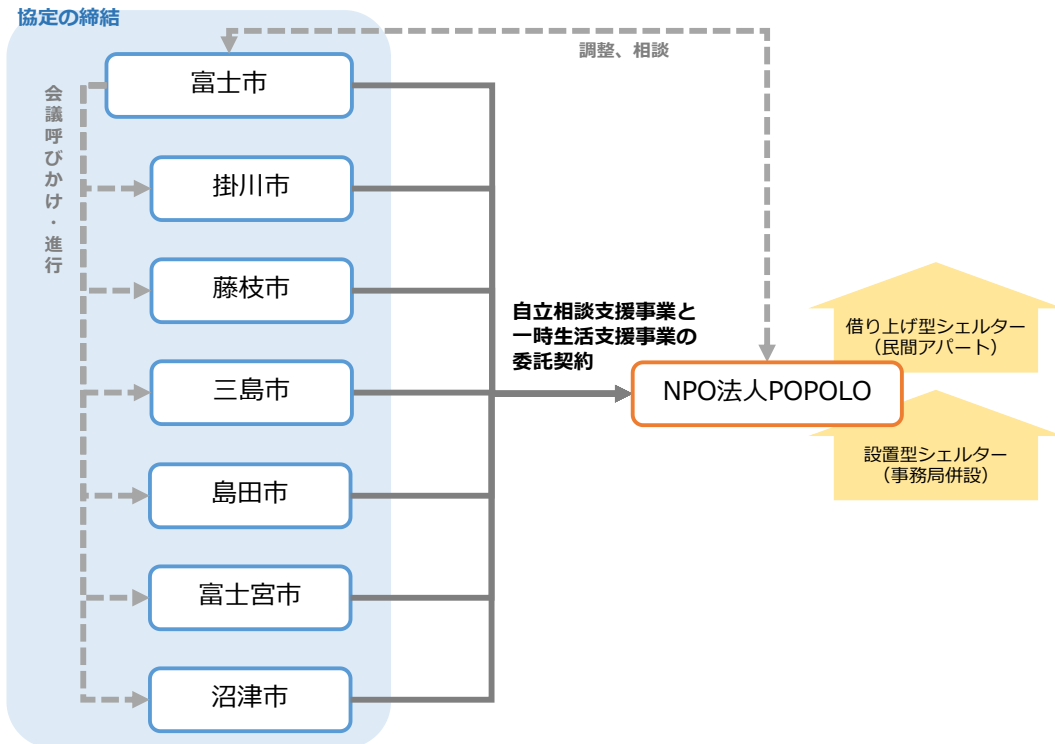 協定の締結
調整、相談
富士市
会議呼びかけ・進行
掛川市
藤枝市
三島市
島田市
富士宮市
沼津市
自立相談支援事業と
一時生活支援事業の
委託契約
NPO法人POPOLO
借り上げ型シェルター
（民間アパート）
設置型シェルター
（事務局併設）